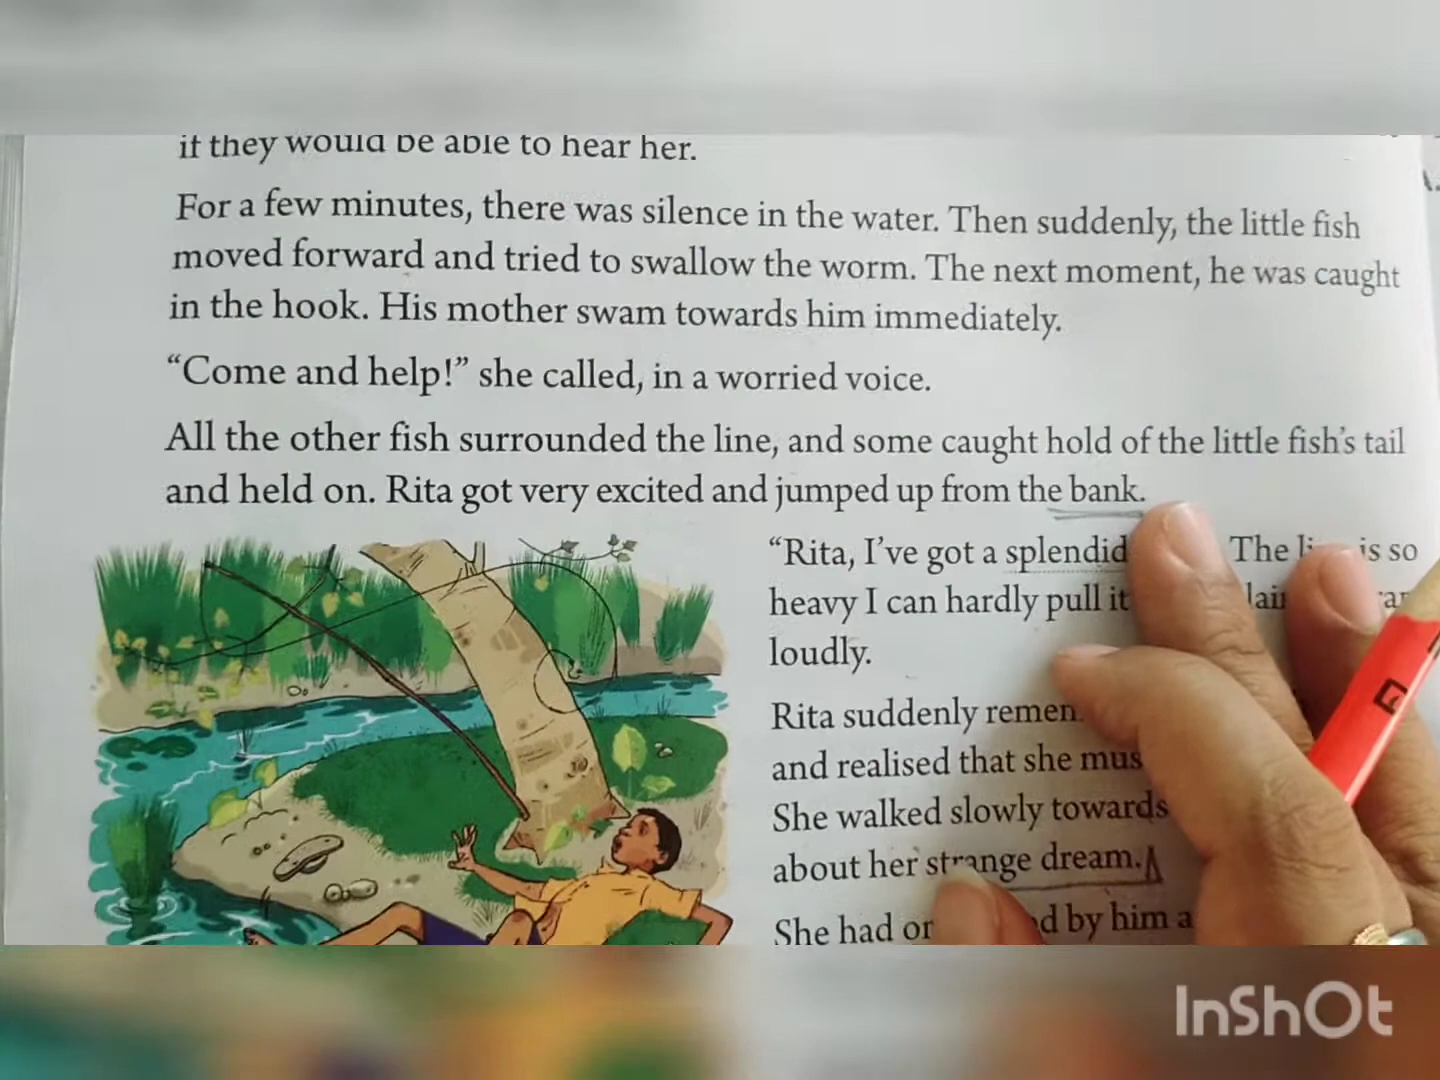 if they would be able to hear her.
For a few minutes, there was silence in the water. Then suddenly, the little fish
moved forward and tried to swallow the worm. The next moment, he was caught
in the hook. His mother swam towards him immediately.
“Come and help!” she called, in a worried voice.
All the other fish surrounded the line, and some caught hold of the little fish’s tail
and held on. Rita got very excited and jumped up from the bank.
“Rita, I’ve got a splendid The is so
heavy I can hardly pull it
loudly.
Rita suddenly
and realised that she
She walked slowly towards
about her strange dream.
She had by him
InShOt